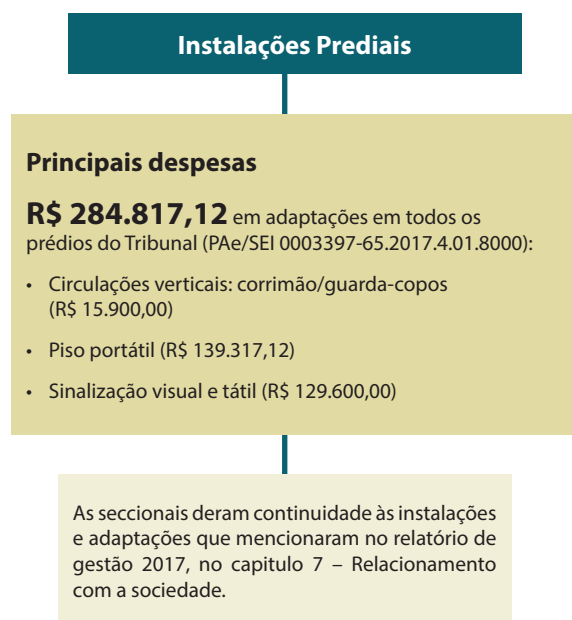 Instalações Prediais
Principais despesas
R$ 284.817,12 em adaptações em todos os
prédios do Tribunal (PAe/SEI 0003397-65.2017.4.01.8000):
• Circulações verticais: corrimão/guarda-copos
(R$ 15.900,00)
• Piso portátil (R$ 139.317,12)
• Sinalização visual e tátil (R$ 129.600,00)
As seccionais deram continuidade às instalações
e adaptações que mencionaram no relatório de
gestão 2017, no capitulo 7 – Relacionamento
com a sociedade.